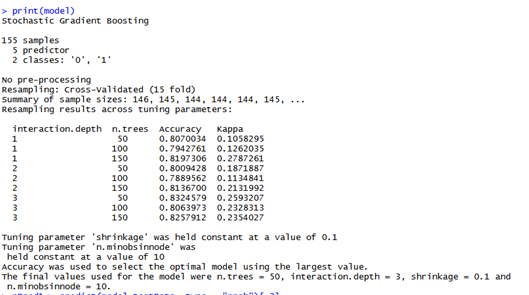 > print(model)
Stochastic Gradient Boosting
155 samples
5 predictor
2 classes: '0', '1'
No pre-processing
Resampling: Cross-Validated (15 fold)
Summary of sample sizes: 146, 145, 144, 144, 144, 145, ...
Resampling results across tuning parameters:
interaction.depth n.trees Accuracy Kappa
1 50 0.8070034 0.1058295
1 100 0.7942761 0.1262035
1 150 0.8197306 0.2787261
2 50 0.8009428 0.1871887
2 100 0.7889562 0.1134841
2 150 0.8136700 0.2131992
3 50 0.8324579 0.2593207
3 100 0.8063973 0.2328313
3 150 0.8257912 0.2354027
Tuning parameter 'shrinkage' was held constant at a value of 0.1
Tuning parameter 'n.minobsinnode' was
held constant at a value of 10
Accuracy was used to select the optimal model using the largest value.
The final values used for the model were n.trees = 50, interaction.depth = 3, shrinkage = 0.1 and
n.minobsinnode = 10.